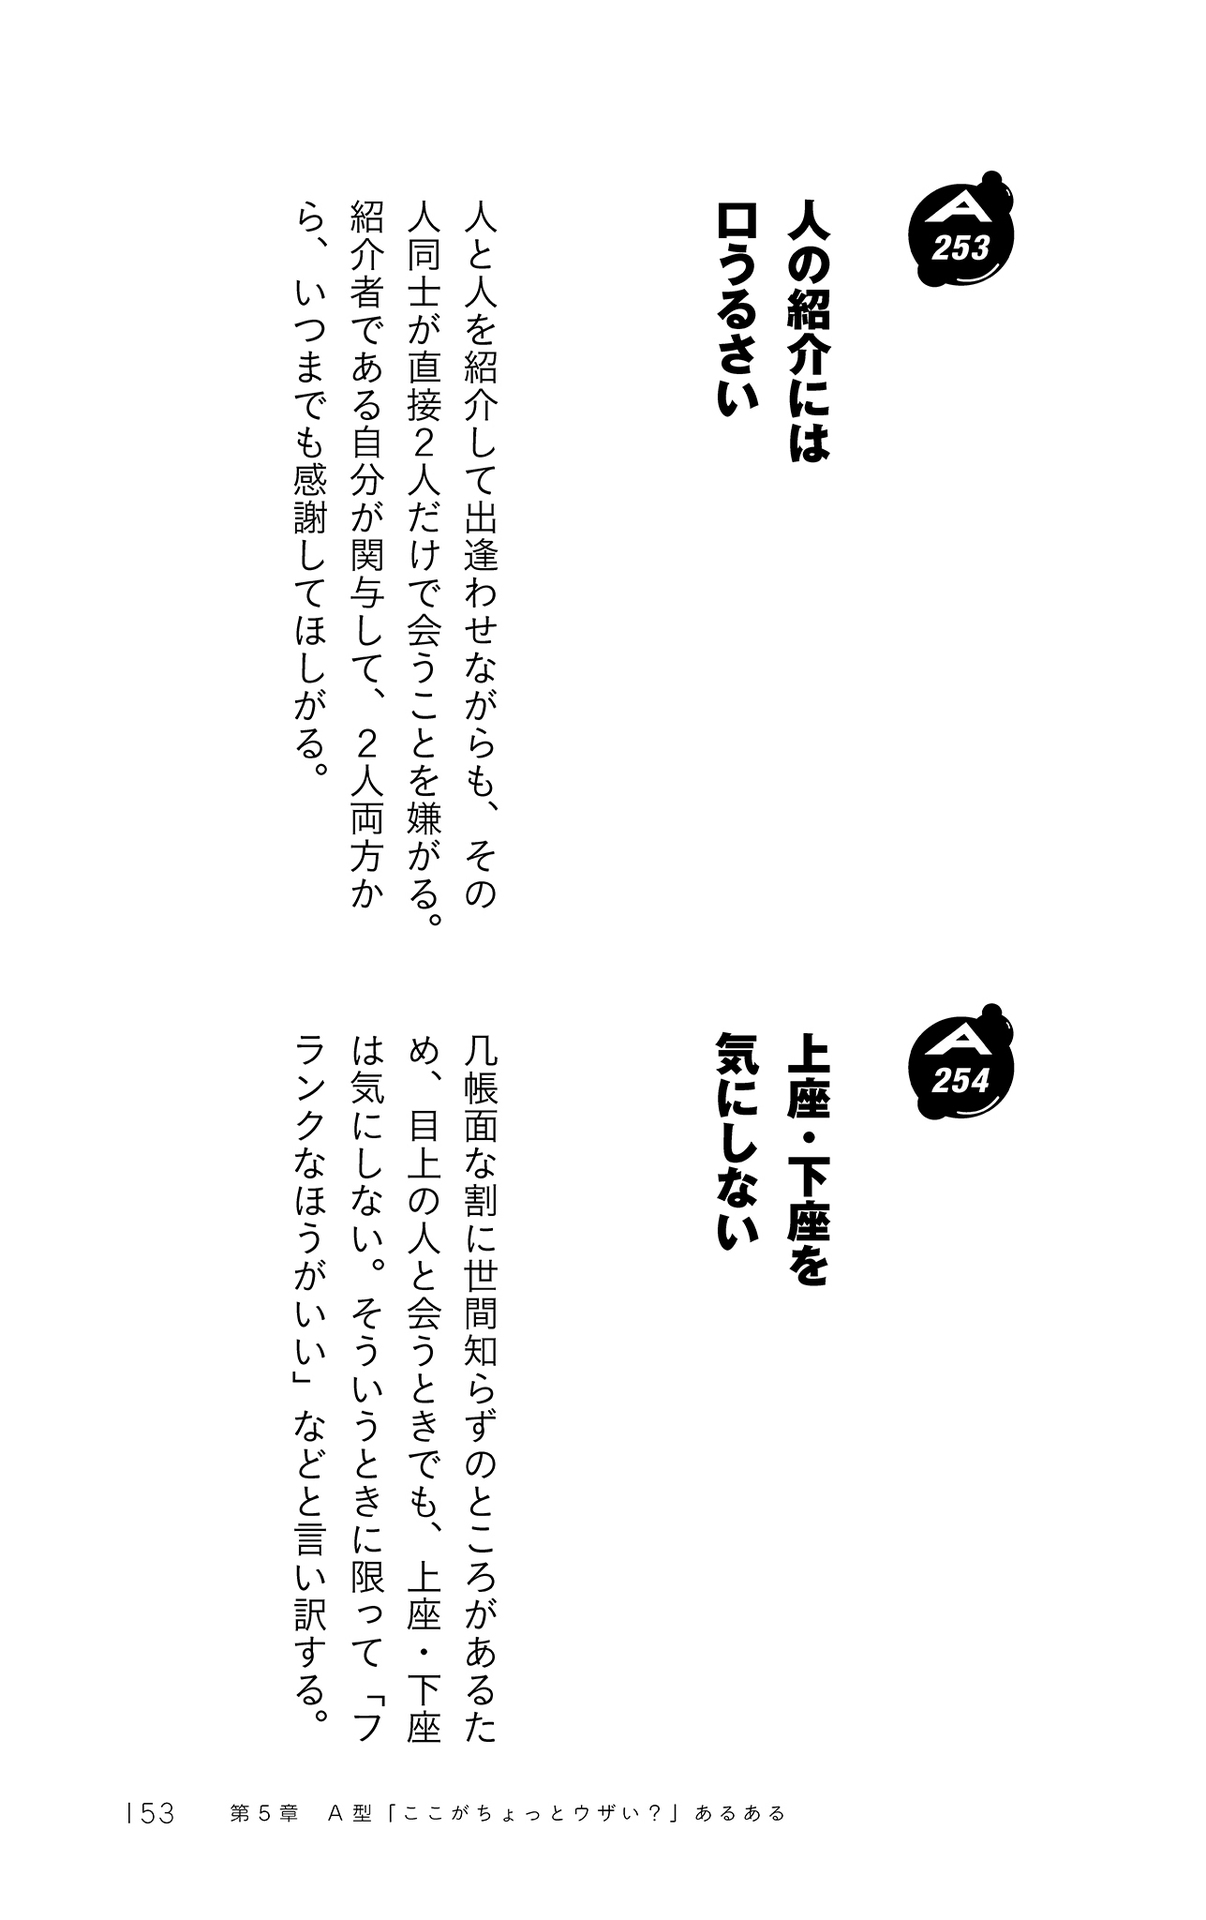 A
253
人の紹介には
口うるさい
人と人を紹介して出逢わせながらも、その
人同士が直接2人だけで会うことを嫌がる。
紹介者である自分が関与して、2人両方か
ら、いつまでも感謝してほしがる。
A
254
上座・下座を
気にしない
几帳面な割に世間知らずのところがあるた
め、目上の人と会うときでも、上座・下座
は気にしない。そういうときに限って「フ
ランクなほうがいい」などと言い訳する。
153　第5章　A型「ここがちょっとウザい?」あるある